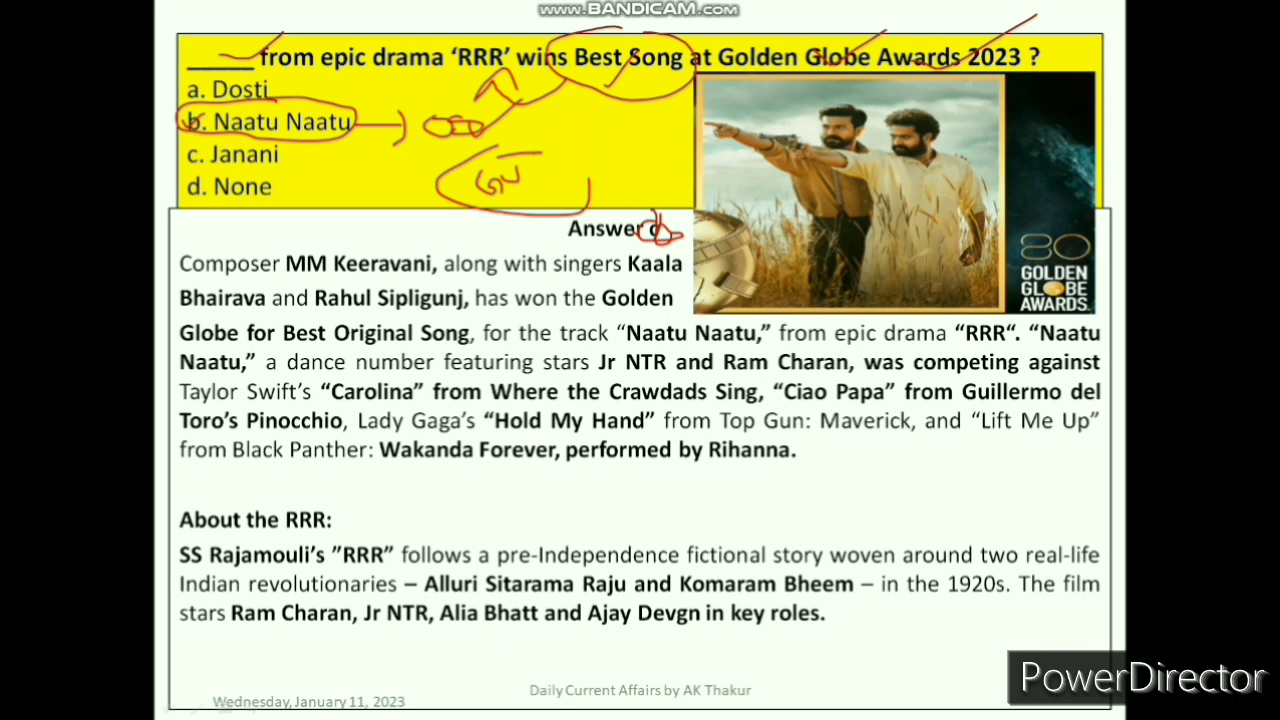 www.BANDICAM.com
______ from epic drama ‘RRR’ wins Best Song at Golden Globe Awards 2023 ?
a. Dosti
b. Naatu Naatu
c. Janani
d. None
80
GOLDEN
GLOBE
AWARDS.
Answer
Composer MM Keeravani, along with singers Kaala
Bhairava and Rahul Sipligunj, has won the Golden
Globe for Best Original Song, for the track “Naatu Naatu,” from epic drama “RRR“. “Naatu
Naatu,” a dance number featuring stars Jr NTR and Ram Charan, was competing against
Taylor Swift’s “Carolina” from Where the Crawdads Sing, “Ciao Papa” from Guillermo del
Toro’s Pinocchio, Lady Gaga’s “Hold My Hand” from Top Gun: Maverick, and “Lift Me Up”
from Black Panther: Wakanda Forever, performed by Rihanna.
About the RRR:
SS Rajamouli’s ”RRR” follows a pre-Independence fictional story woven around two real-life
Indian revolutionaries – Alluri Sitarama Raju and Komaram Bheem – in the 1920s. The film
stars Ram Charan, Jr NTR, Alia Bhatt and Ajay Devgn in key roles.
Wednesday, January 11, 2023
Daily Current Affairs by AK Thakur
PowerDirector